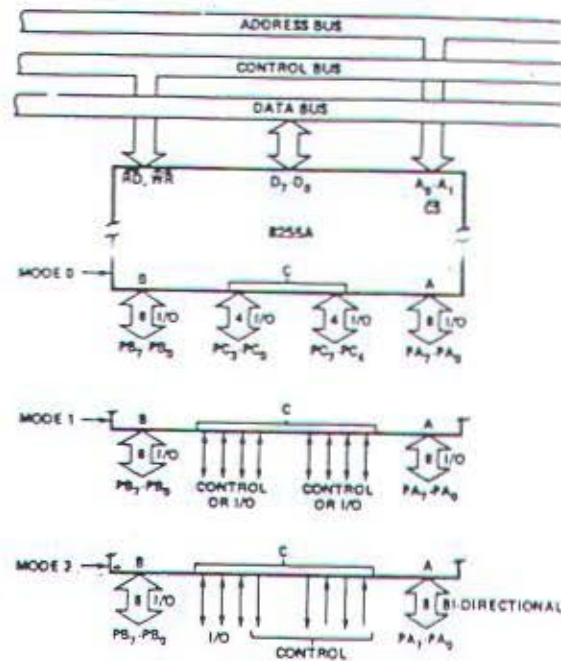 ADDRESS BUS
CONTROL BUS
DATA BUS
RD, WR D7-D0 A0-A1
CS
8255A
MODE 0 B C A
8 I/O 4 I/O 4 I/O 8 I/O
PB7-PB0 PC3-PC0 PC7-PC4 PA7-PA0
MODE 1 B C A
8 I/O 8 I/O
PB7-PB0 CONTROL OR I/O CONTROL OR I/O PA7-PA0
MODE 2 B C A
8 I/O 8 BI-DIRECTIONAL
PB7-PB0 I/O CONTROL PA7-PA0